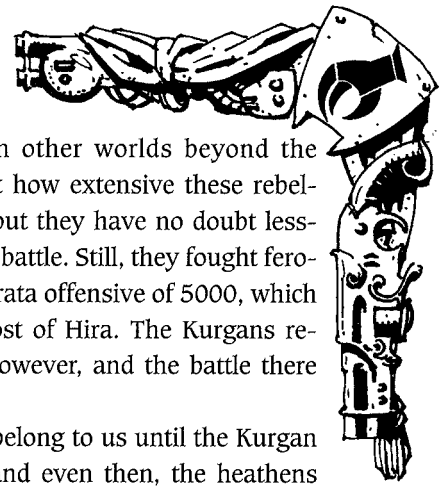 n other worlds beyond the
t how extensive these rebel-
out they have no doubt less-
battle. Still, they fought fero-
rata offensive of 5000, which
ost of Hira. The Kurgans re-
owever, and the battle there
belong to us until the Kurgan
and even then, the heathens